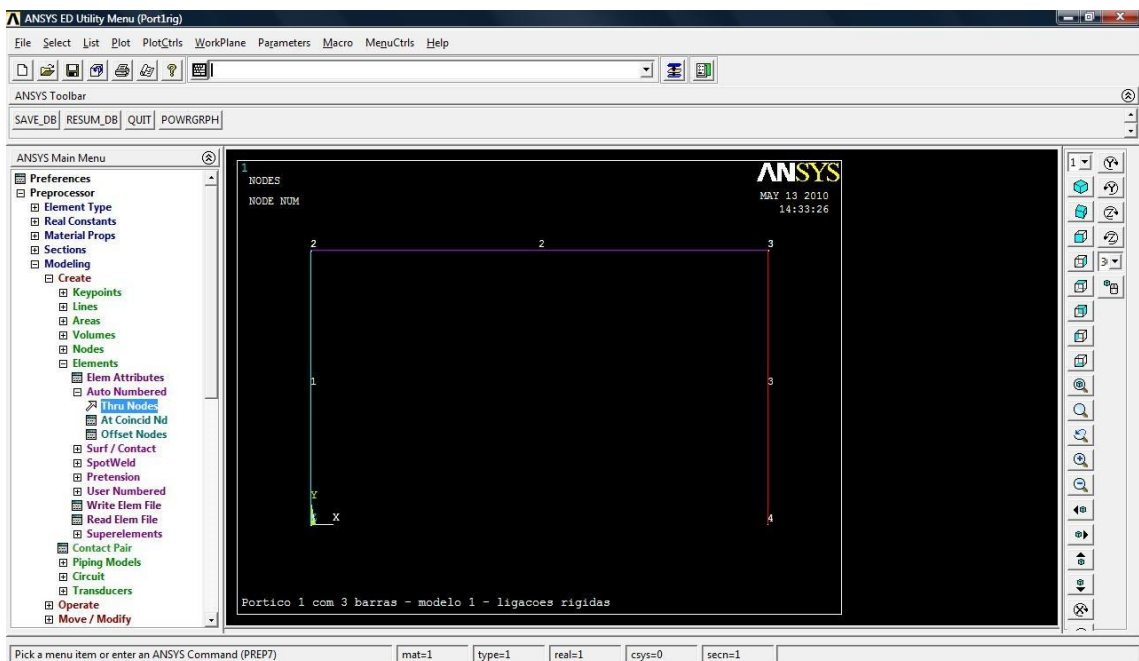 ANSYS ED Utility Menu (Port1rig)
File Select List Plot PlotCtrls WorkPlane Parameters Macro MenuCtrls Help
ANSYS Toolbar
SAVE_DB RESUM_DB QUIT POWRGRPH
ANSYS Main Menu
Preferences
Preprocessor
Element Type
Real Constants
Material Props
Sections
Modeling
Create
Keypoints
Lines
Areas
Volumes
Nodes
Elements
Elem Attributes
Auto Numbered
Thru Nodes
At Coincid Nd
Offset Nodes
Surf / Contact
SpotWeld
Pretension
User Numbered
Write Elem File
Read Elem File
Superelements
Contact Pair
Piping Models
Circuit
Transducers
Operate
Move / Modify
1
NODES
NODE NUM
ANSYS
MAY 13 2010
14:33:26
2 2 3
1 3
Y
X 4
Portico 1 com 3 barras - modelo 1 - ligacoes rigidas
1
Pick a menu item or enter an ANSYS Command (PREP7) mat=1 type=1 real=1 csys=0 secn=1